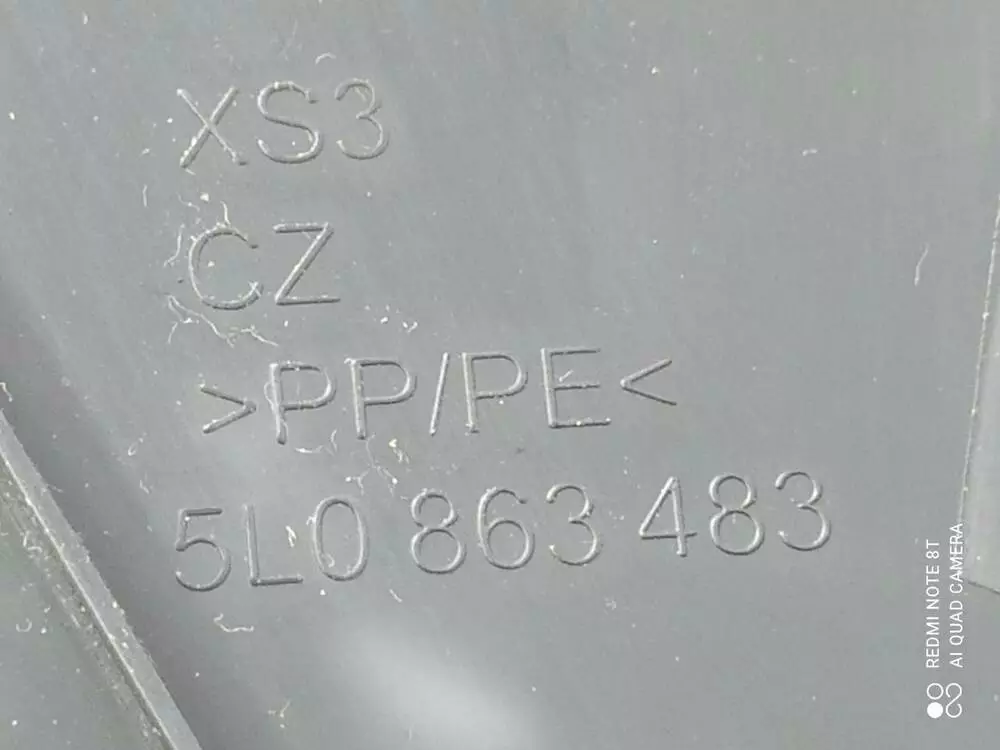 XS3
CZ
>PP/PE<
5L0 863 483
REDMI NOTE 8T
AI QUAD CAMERA